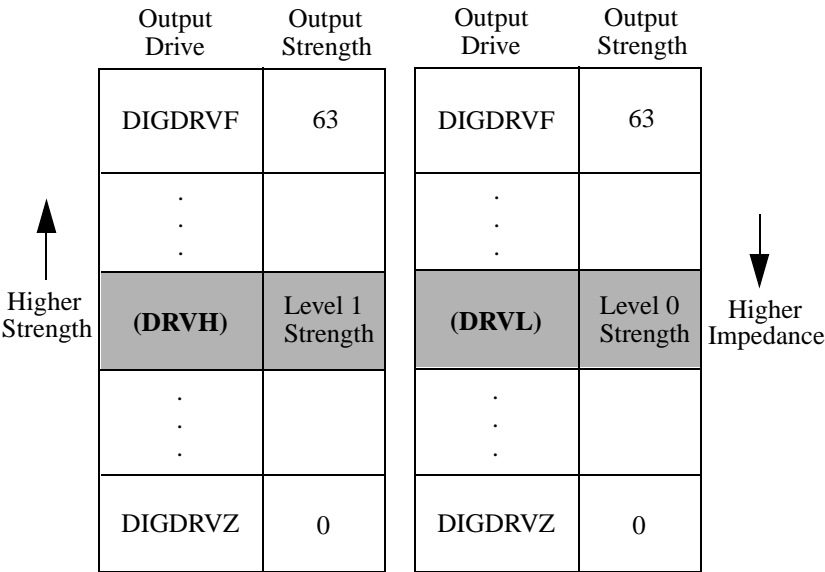 Output Drive
Output Strength
Output Drive
Output Strength
DIGDRVF
63
DIGDRVF
63
.
.
.
.
.
.
Higher Strength
(DRVH)
Level 1 Strength
(DRVL)
Level 0 Strength
Higher Impedance
.
.
.
.
.
.
DIGDRVZ
0
DIGDRVZ
0